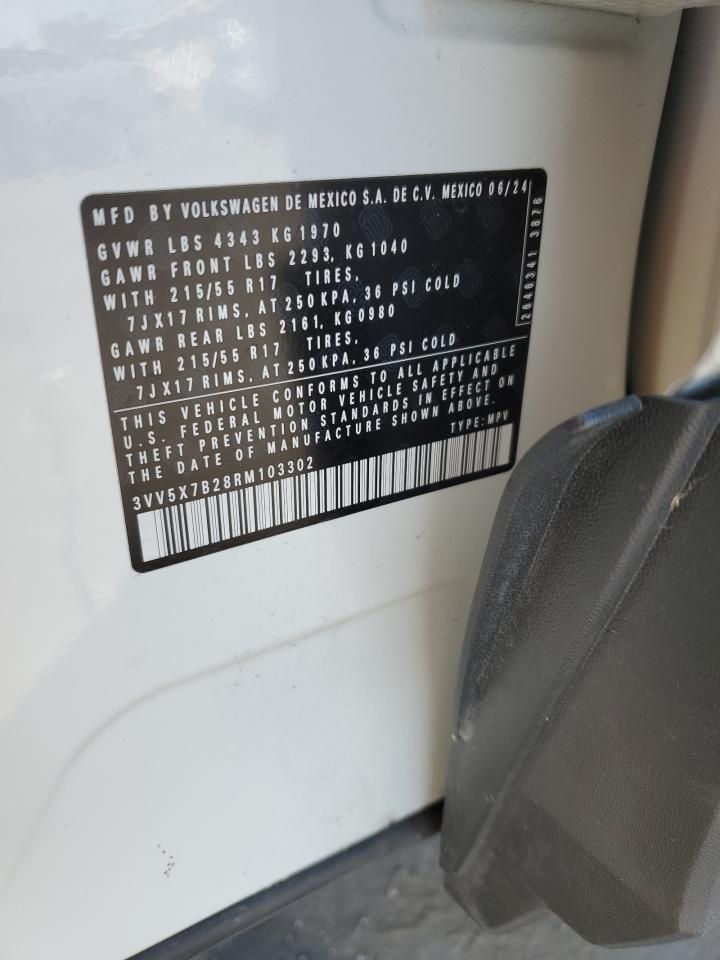 MFD BY VOLKSWAGEN DE MEXICO S.A. DE C.V. MEXICO 06/24
GVWR LBS 4343 KG 1970
GAWR FRONT LBS 2293, KG 1040
WITH 215/55 R17 TIRES,
7JX17 RIMS, AT 250 KPA, 36 PSI COLD
GAWR REAR LBS 2161, KG 0980
WITH 215/55 R17 TIRES,
7JX17 RIMS, AT 250 KPA, 36 PSI COLD
2646341 3876
THIS VEHICLE CONFORMS TO ALL APPLICABLE
U.S. FEDERAL MOTOR VEHICLE SAFETY AND
THEFT PREVENTION STANDARDS IN EFFECT ON
THE DATE OF MANUFACTURE SHOWN ABOVE.
3VV5X7B28RM103302 TYPE: MPV